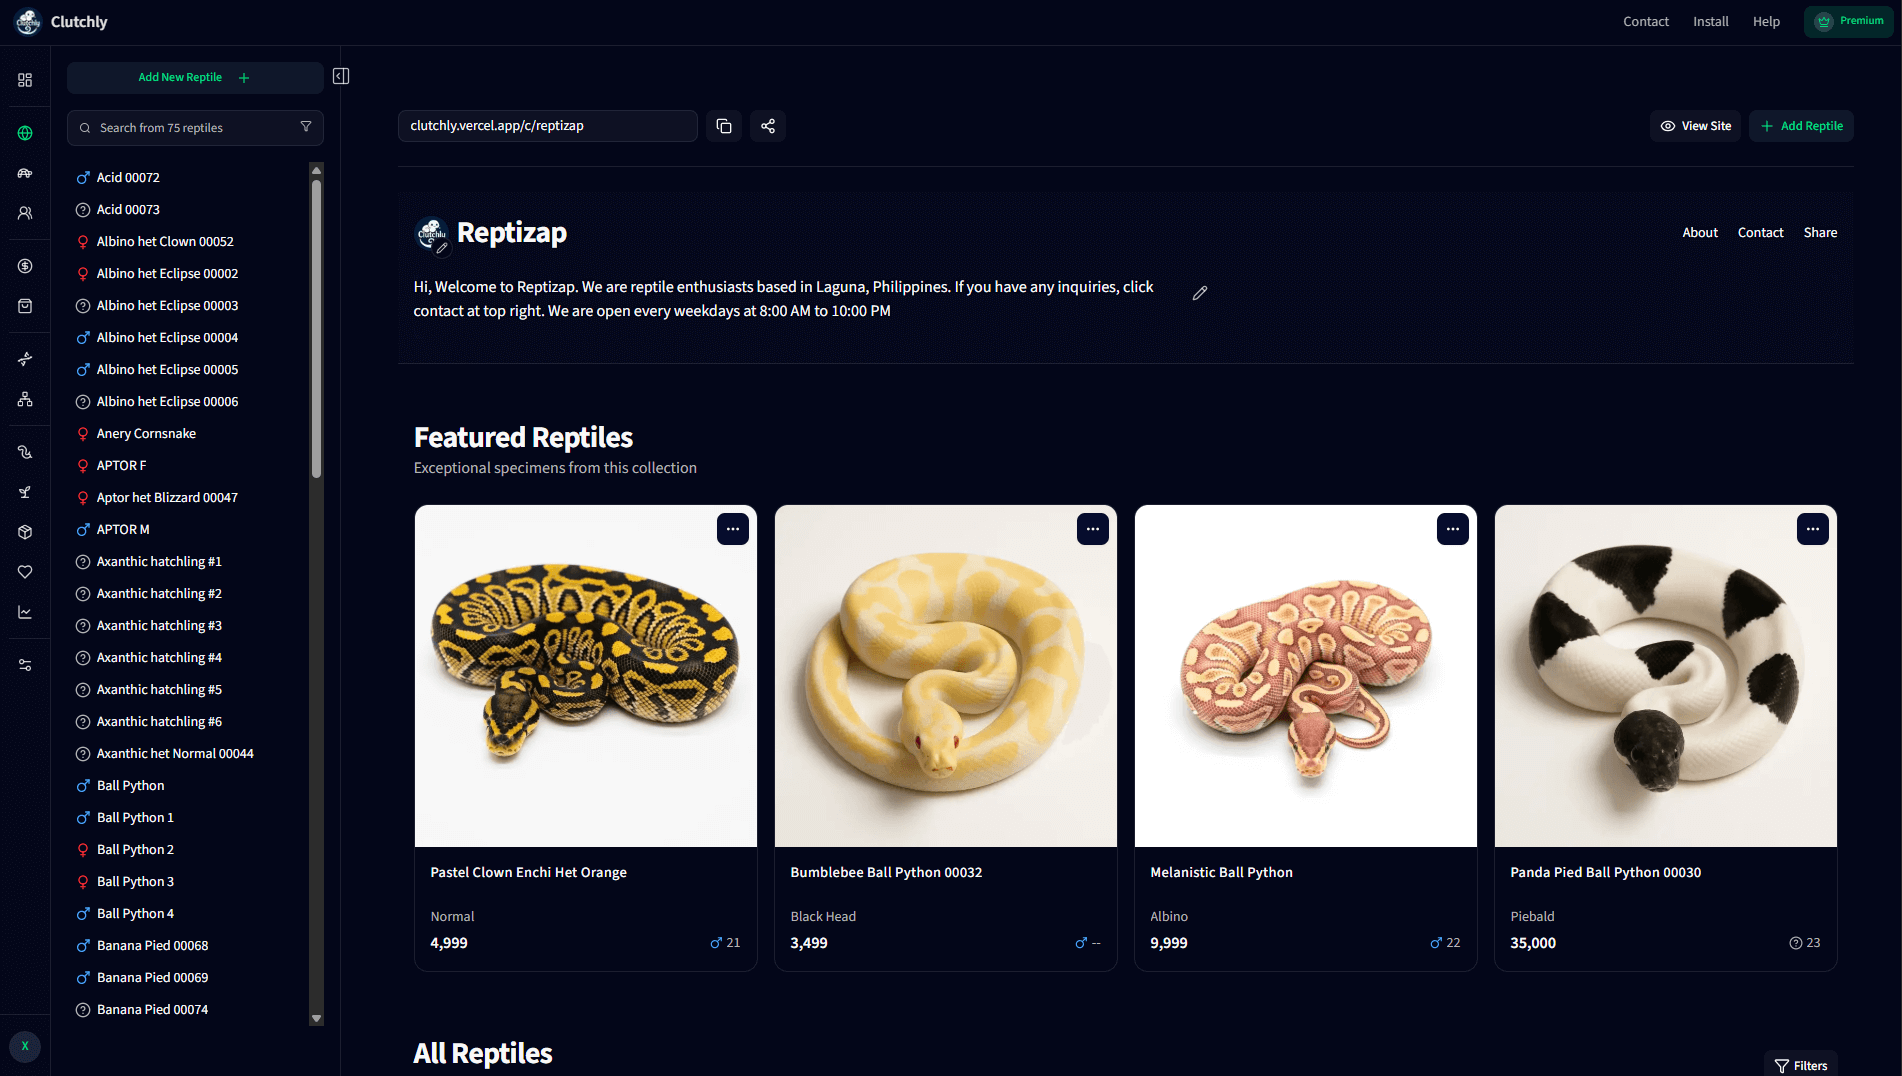 Clutchly
Clutchly
Contact
Install
Help
Premium
Add New Reptile
Search from 75 reptiles
Acid 00072
Acid 00073
Albino het Clown 00052
Albino het Eclipse 00002
Albino het Eclipse 00003
Albino het Eclipse 00004
Albino het Eclipse 00005
Albino het Eclipse 00006
Anery Cornsnake
APTOR F
Aptor het Blizzard 00047
APTOR M
Axanthic hatchling #1
Axanthic hatchling #2
Axanthic hatchling #3
Axanthic hatchling #4
Axanthic hatchling #5
Axanthic hatchling #6
Axanthic het Normal 00044
Ball Python
Ball Python 1
Ball Python 2
Ball Python 3
Ball Python 4
Banana Pied 00068
Banana Pied 00069
Banana Pied 00074
X
clutchly.vercel.app/c/reptizap
View Site
Add Reptile
Clutchly
Reptizap
About
Contact
Share
Hi, Welcome to Reptizap. We are reptile enthusiasts based in Laguna, Philippines. If you have any inquiries, click
contact at top right. We are open every weekdays at 8:00 AM to 10:00 PM
Featured Reptiles
Exceptional specimens from this collection
Pastel Clown Enchi Het Orange
Normal
4,999
21
Bumblebee Ball Python 00032
Black Head
3,499
--
Melanistic Ball Python
Albino
9,999
22
Panda Pied Ball Python 00030
Piebald
35,000
23
All Reptiles
Filters